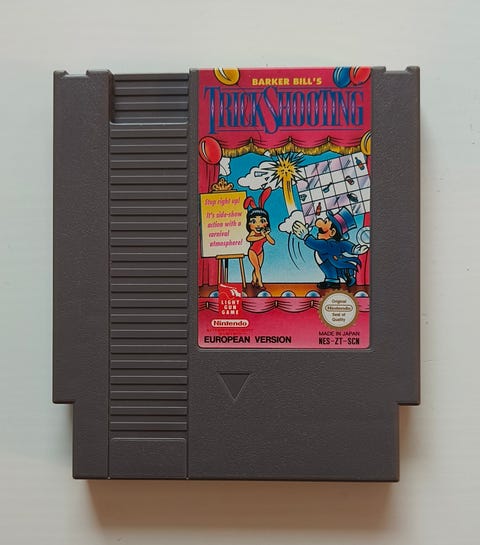 BARKER BILL'S
TRICK SHOOTING
Step right up!
It's side-show
action with a
carnival
atmosphere!
LIGHT
GUN
GAME
Nintendo
EUROPEAN VERSION
Original
Nintendo
Seal of
Quality
MADE IN JAPAN
NES-ZT-SCN